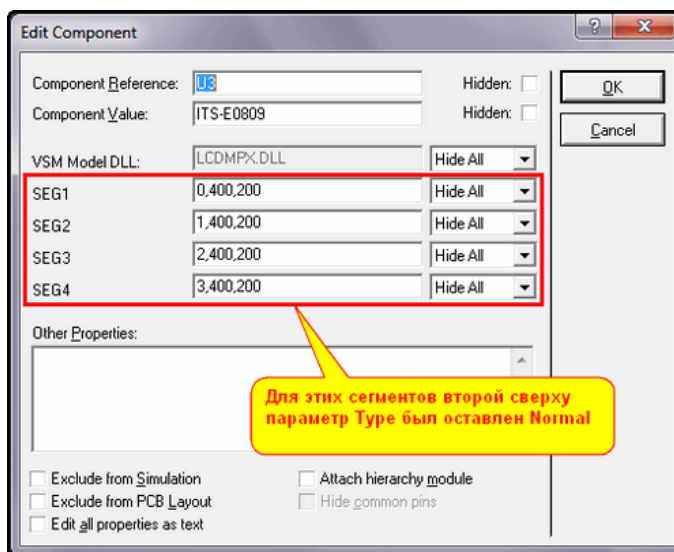 Edit Component
Component Reference: U3 Hidden:
Component Value: ITS-E0809 Hidden:
VSM Model DLL: LCDMPX.DLL Hide All
SEG1 0,400,200 Hide All
SEG2 1,400,200 Hide All
SEG3 2,400,200 Hide All
SEG4 3,400,200 Hide All
Other Properties:
Для этих сегментов второй сверху
параметр Type был оставлен Normal
Exclude from Simulation Attach hierarchy module
Exclude from PCB Layout Hide common pins
Edit all properties as text
? X
OK
Cancel